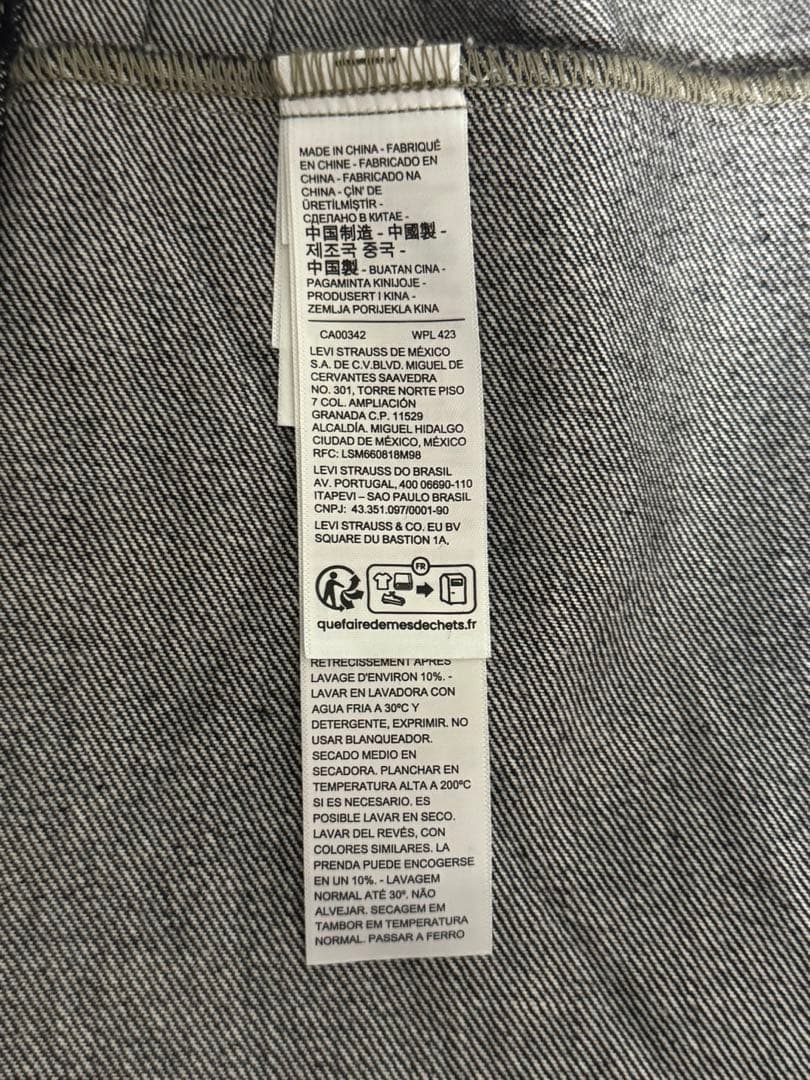 MADE IN CHINA - FABRIQUÉ
EN CHINE - FABRICADO EN
CHINA - FABRICADO NA
CHINA - ÇİN' DE
ÜRETİLMİŞTİR -
СДЕЛАНО В КИТАЕ -
中国制造 - 中國製 -
제조국 중국 -
中国製 - BUATAN CINA -
PAGAMINTA KINIJOJE -
PRODUSERT I KINA -
ZEMLJA PORIJEKLA KINA
CA00342 WPL 423
LEVI STRAUSS DE MÉXICO
S.A. DE C.V.BLVD. MIGUEL DE
CERVANTES SAAVEDRA
NO. 301, TORRE NORTE PISO
7 COL. AMPLIACIÓN
GRANADA C.P. 11529
ALCALDÍA. MIGUEL HIDALGO
CIUDAD DE MÉXICO, MÉXICO
RFC: LSM660818M98
LEVI STRAUSS DO BRASIL
AV. PORTUGAL, 400 06690-110
ITAPEVI – SAO PAULO BRASIL
CNPJ: 43.351.097/0001-90
LEVI STRAUSS & CO. EU BV
SQUARE DU BASTION 1A,
FR
quefairedemesdechets.fr
RETRECISSEMENT APRES
LAVAGE D'ENVIRON 10%. -
LAVAR EN LAVADORA CON
AGUA FRIA A 30ºC Y
DETERGENTE, EXPRIMIR. NO
USAR BLANQUEADOR.
SECADO MEDIO EN
SECADORA. PLANCHAR EN
TEMPERATURA ALTA A 200ºC
SI ES NECESARIO. ES
POSIBLE LAVAR EN SECO.
LAVAR DEL REVÉS, CON
COLORES SIMILARES. LA
PRENDA PUEDE ENCOGERSE
EN UN 10%. - LAVAGEM
NORMAL ATÉ 30º. NÃO
ALVEJAR. SECAGEM EM
TAMBOR EM TEMPERATURA
NORMAL. PASSAR A FERRO